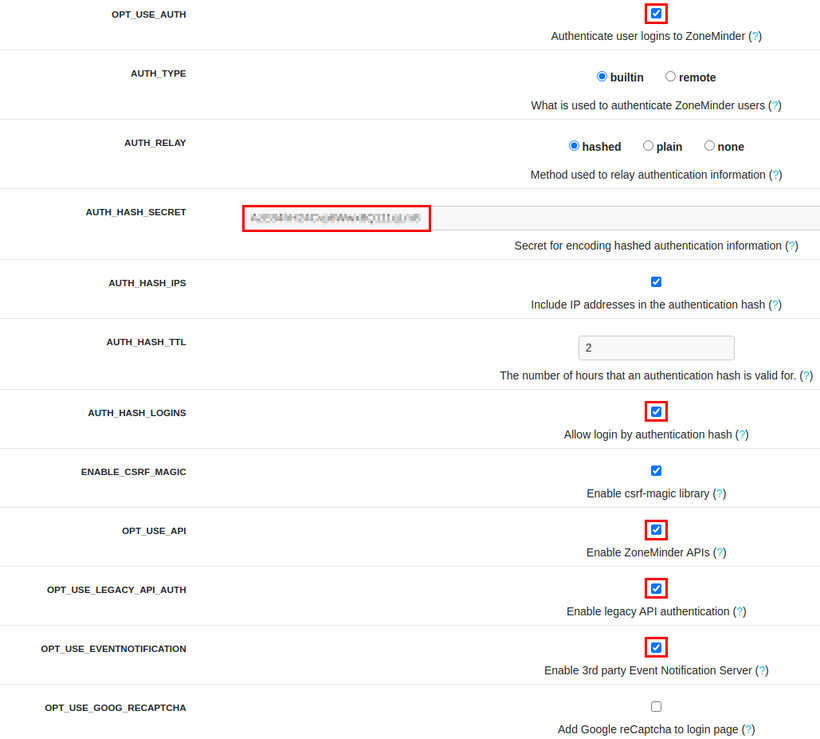 OPT_USE_AUTH
Authenticate user logins to ZoneMinder (?)
AUTH_TYPE
builtin remote
What is used to authenticate ZoneMinder users (?)
AUTH_RELAY
hashed plain none
Method used to relay authentication information (?)
AUTH_HASH_SECRET
Secret for encoding hashed authentication information (?)
AUTH_HASH_IPS
Include IP addresses in the authentication hash (?)
AUTH_HASH_TTL
2
The number of hours that an authentication hash is valid for. (?)
AUTH_HASH_LOGINS
Allow login by authentication hash (?)
ENABLE_CSRF_MAGIC
Enable csrf-magic library (?)
OPT_USE_API
Enable ZoneMinder APIs (?)
OPT_USE_LEGACY_API_AUTH
Enable legacy API authentication (?)
OPT_USE_EVENTNOTIFICATION
Enable 3rd party Event Notification Server (?)
OPT_USE_GOOG_RECAPTCHA
Add Google reCaptcha to login page (?)